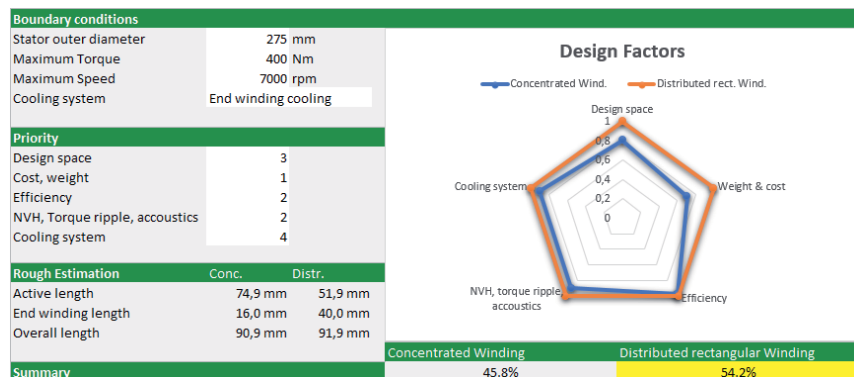 Boundary conditions
Stator outer diameter 275 mm
Maximum Torque 400 Nm
Maximum Speed 7000 rpm
Cooling system End winding cooling
Priority
Design space 3
Cost, weight 1
Efficiency 2
NVH, Torque ripple, accoustics 2
Cooling system 4
Rough Estimation Conc. Distr.
Active length 74,9 mm 51,9 mm
End winding length 16,0 mm 40,0 mm
Overall length 90,9 mm 91,9 mm
Design Factors
Concentrated Wind. Distributed rect. Wind.
Design space
1
0,8
0,6
0,4
0,2
0
Cooling system
Weight & cost
NVH, torque ripple,
accoustics
Efficiency
Concentrated Winding Distributed rectangular Winding
Summary 45.8% 54.2%